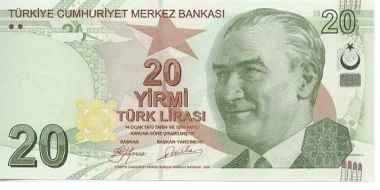 TÜRKİYE CUMHURİYET MERKEZ BANKASI
20
20
YİRMİ
TÜRK LİRASI
14 OCAK 1970 TARİH VE 1211 SAYILI
KANUNA GÖRE ÇIKARILMIŞTIR.
BAŞKAN BAŞKAN YARDIMCISI
20